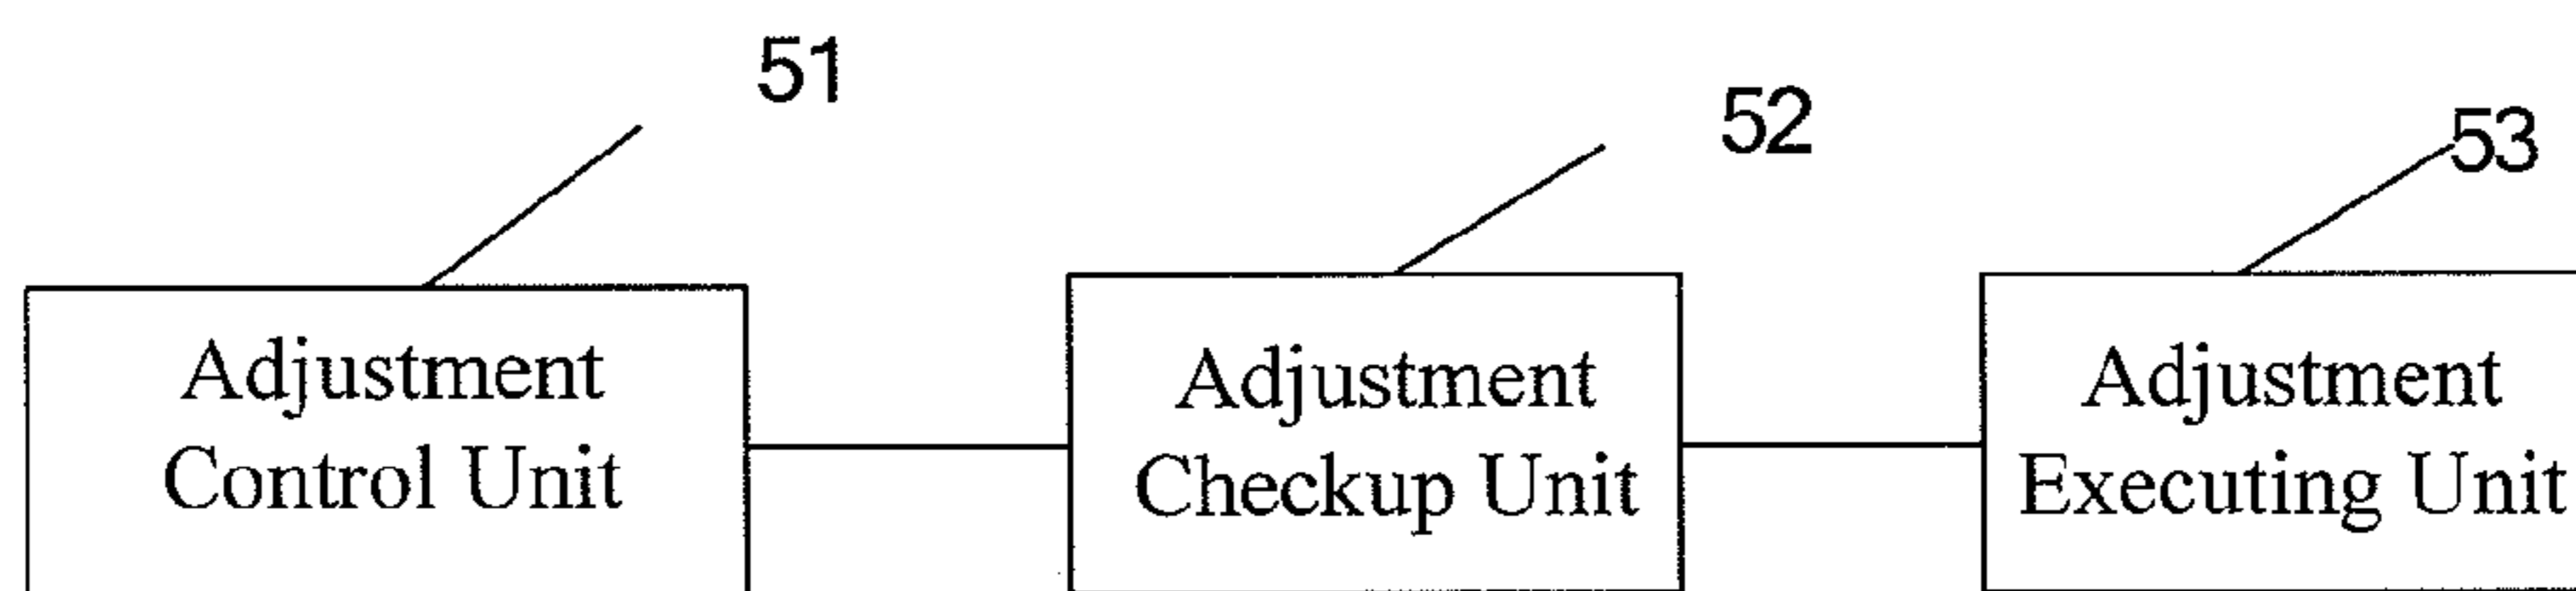 51
52
53
Adjustment
Control Unit
Adjustment
Checkup Unit
Adjustment
Executing Unit